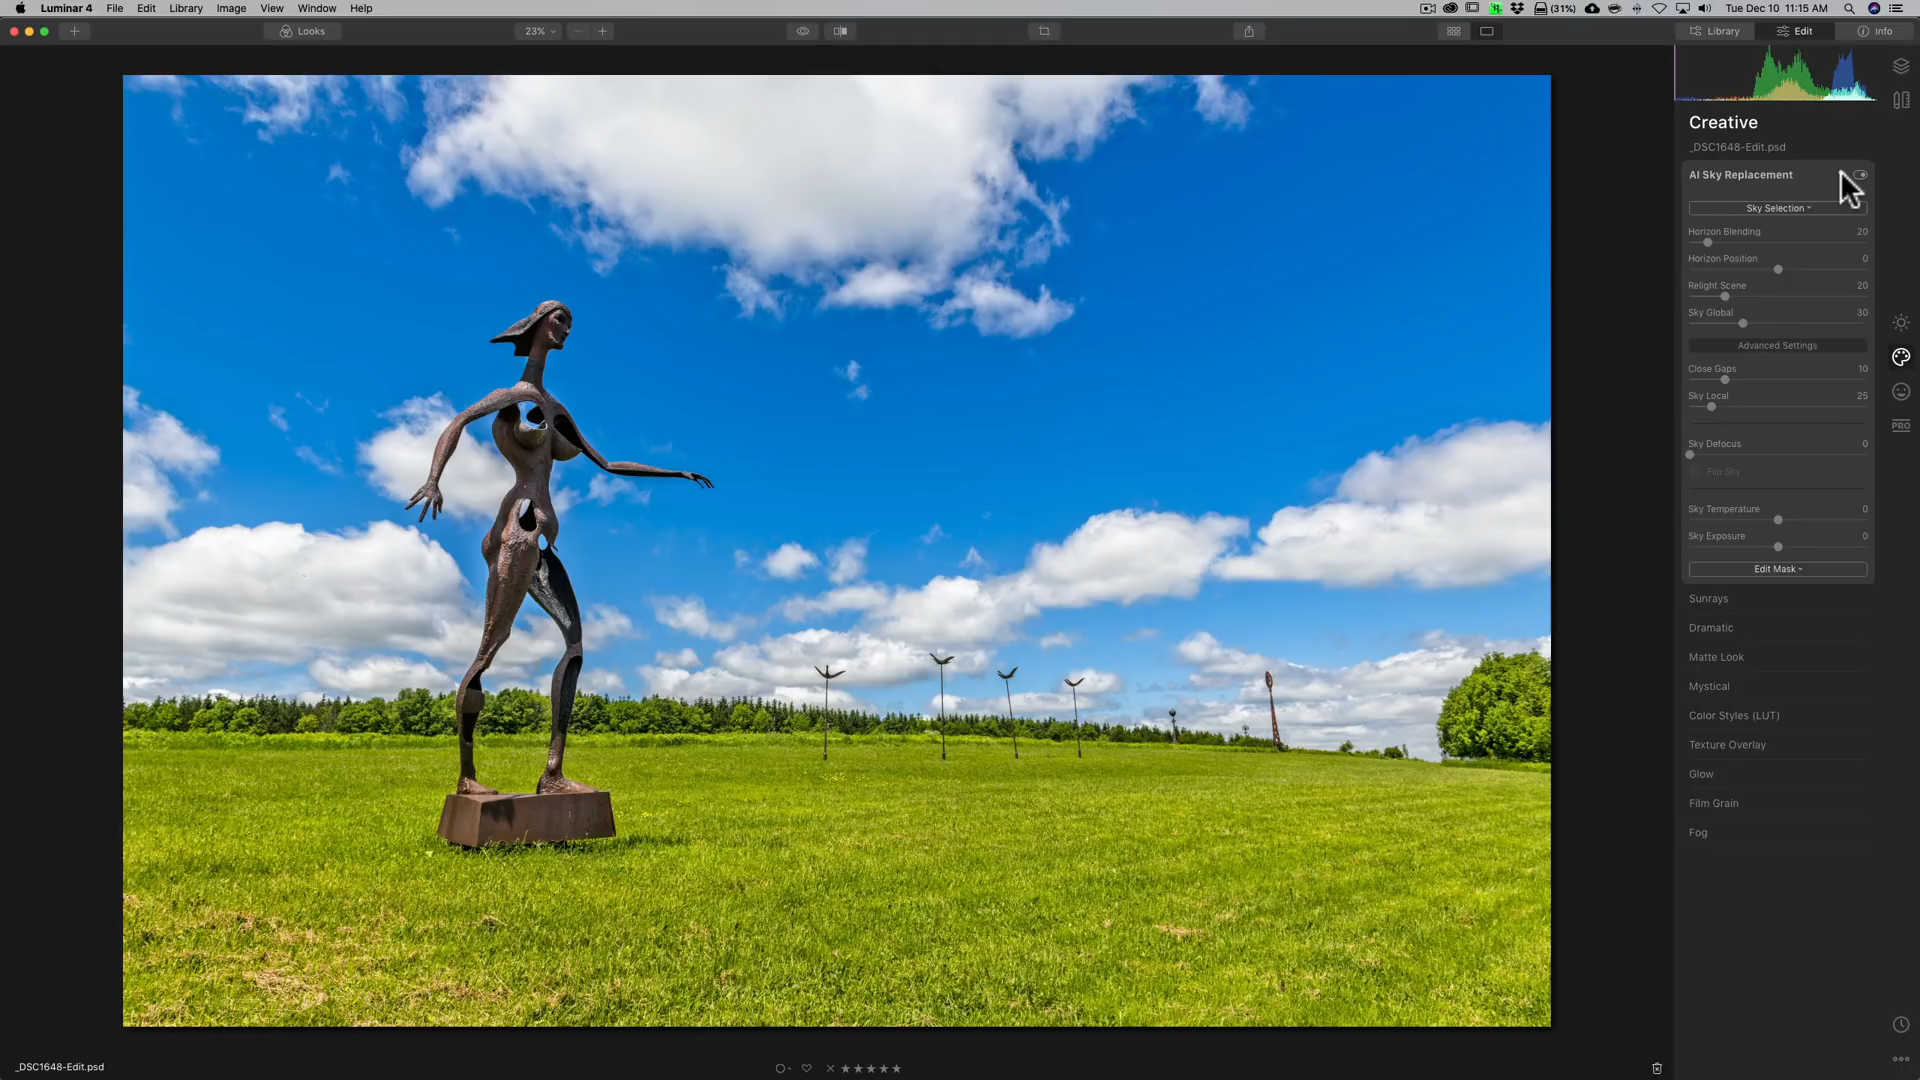 Luminar 4 File Edit Library Image View Window Help (31%) Tue Dec 10 11:15 AM
Looks 23% Library Edit Info
Creative
_DSC1648-Edit.psd
AI Sky Replacement
Sky Selection
Horizon Blending 20
Horizon Position 0
Relight Scene 20
Sky Global 30
Advanced Settings
Close Gaps 10
Sky Local 25
Sky Defocus 0
Flip Sky
Sky Temperature 0
Sky Exposure 0
Edit Mask
PRO
Sunrays
Dramatic
Matte Look
Mystical
Color Styles (LUT)
Texture Overlay
Glow
Film Grain
Fog
_DSC1648-Edit.psd